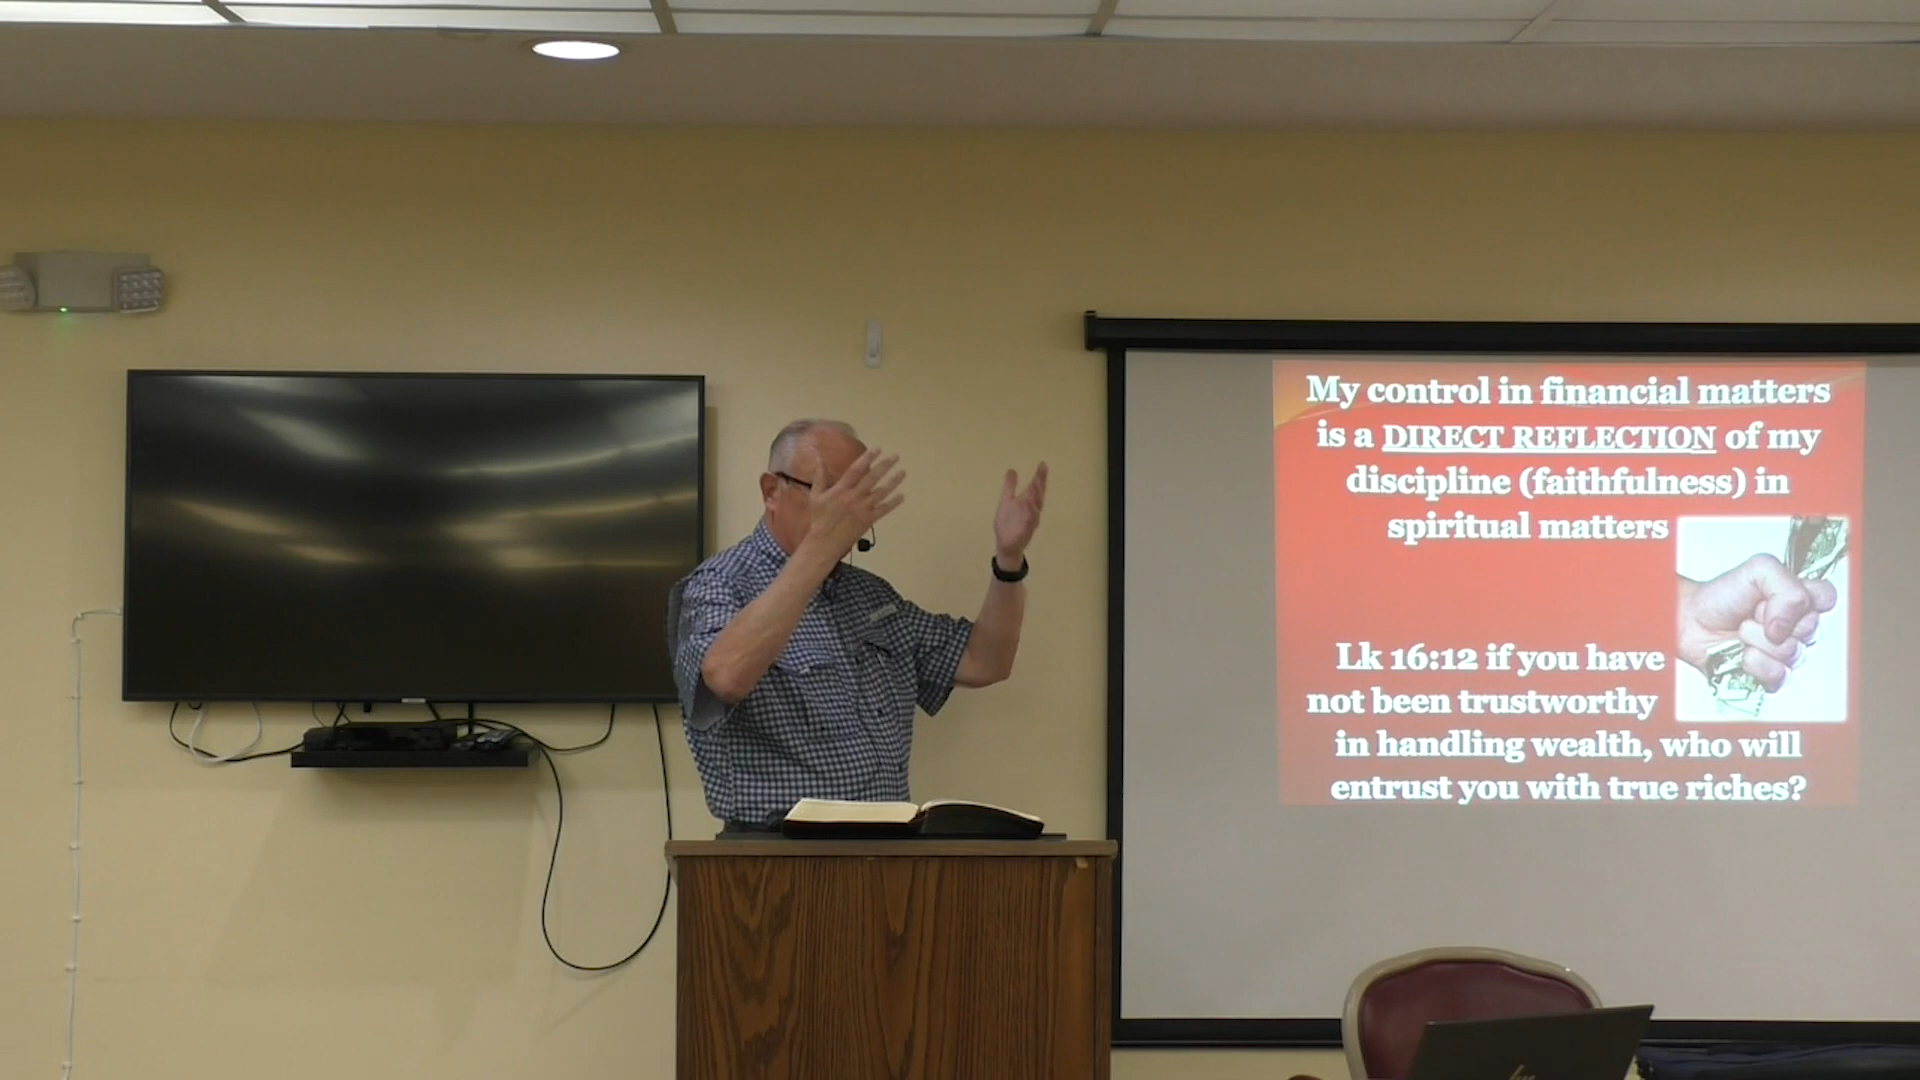 My control in financial matters
is a DIRECT REFLECTION of my
discipline (faithfulness) in
spiritual matters
Lk 16:12 if you have
not been trustworthy
in handling wealth, who will
entrust you with true riches?